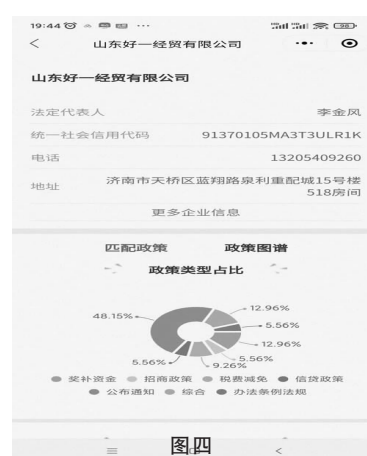 19:44
98
山东好一经贸有限公司
山东好一经贸有限公司
法定代表人 李金凤
统一社会信用代码 91370105MA3T3ULR1K
电话 13205409260
地址 济南市天桥区蓝翔路泉利重配城15号楼
518房间
更多企业信息
匹配政策 政策图谱
政策类型占比
12.96%
48.15%
5.56%
12.96%
5.56%
5.56%
9.26%
奖补资金 招商政策 税费减免 信贷政策
公布通知 综合 办法条例法规
图四